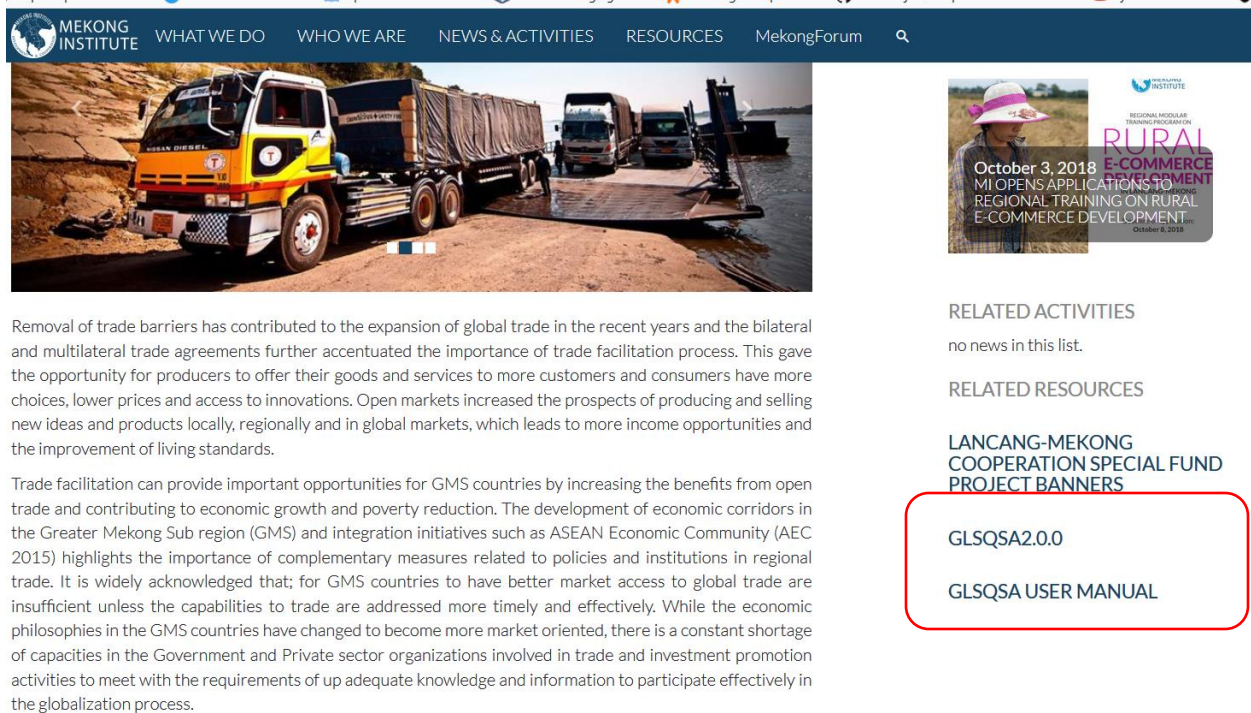 MEKONG
INSTITUTE
WHAT WE DO WHO WE ARE NEWS & ACTIVITIES RESOURCES MekongForum
NISSAN DIESEL
Removal of trade barriers has contributed to the expansion of global trade in the recent years and the bilateral
and multilateral trade agreements further accentuated the importance of trade facilitation process. This gave
the opportunity for producers to offer their goods and services to more customers and consumers have more
choices, lower prices and access to innovations. Open markets increased the prospects of producing and selling
new ideas and products locally, regionally and in global markets, which leads to more income opportunities and
the improvement of living standards.
Trade facilitation can provide important opportunities for GMS countries by increasing the benefits from open
trade and contributing to economic growth and poverty reduction. The development of economic corridors in
the Greater Mekong Sub region (GMS) and integration initiatives such as ASEAN Economic Community (AEC
2015) highlights the importance of complementary measures related to policies and institutions in regional
trade. It is widely acknowledged that; for GMS countries to have better market access to global trade are
insufficient unless the capabilities to trade are addressed more timely and effectively. While the economic
philosophies in the GMS countries have changed to become more market oriented, there is a constant shortage
of capacities in the Government and Private sector organizations involved in trade and investment promotion
activities to meet with the requirements of up adequate knowledge and information to participate effectively in
the globalization process.
MEKONG
INSTITUTE
REGIONAL MODULAR
TRAINING PROGRAM ON
RURAL
E-COMMERCE
DEVELOPMENT
October 8, 2018
October 3, 2018
MI OPENS APPLICATIONS TO
REGIONAL TRAINING ON RURAL
E-COMMERCE DEVELOPMENT
RELATED ACTIVITIES
no news in this list.
RELATED RESOURCES
LANCANG-MEKONG
COOPERATION SPECIAL FUND
PROJECT BANNERS
GLSQSA2.0.0
GLSQSA USER MANUAL